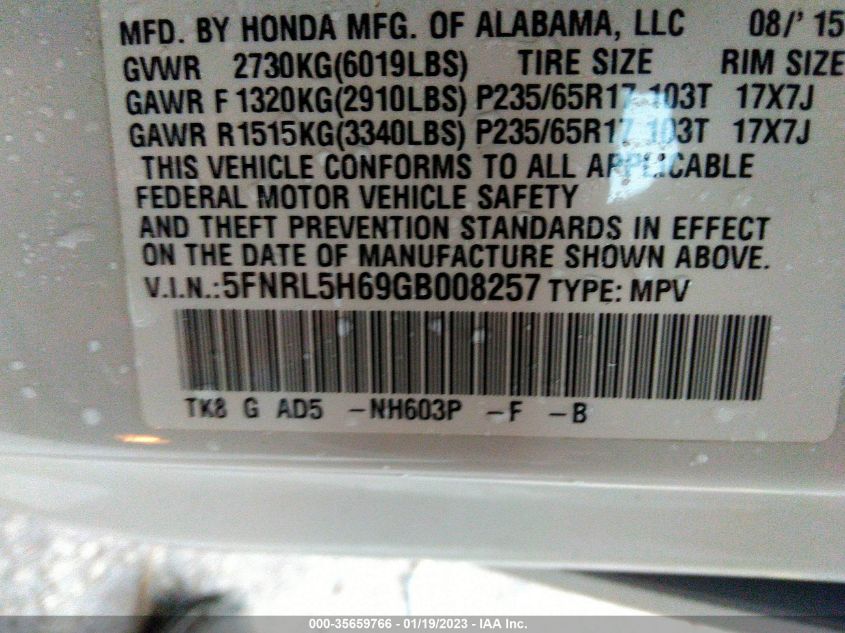 MFD. BY HONDA MFG. OF ALABAMA, LLC 08/' 15
GVWR 2730KG(6019LBS) TIRE SIZE RIM SIZE
GAWR F1320KG(2910LBS) P235/65R17 103T 17X7J
GAWR R1515KG(3340LBS) P235/65R17 103T 17X7J
THIS VEHICLE CONFORMS TO ALL APPLICABLE
FEDERAL MOTOR VEHICLE SAFETY
AND THEFT PREVENTION STANDARDS IN EFFECT
ON THE DATE OF MANUFACTURE SHOWN ABOVE.
V.I.N.:5FNRL5H69GB008257 TYPE: MPV
TK8 G AD5 -NH603P -F -B
000-35659766 - 01/19/2023 - IAA Inc.